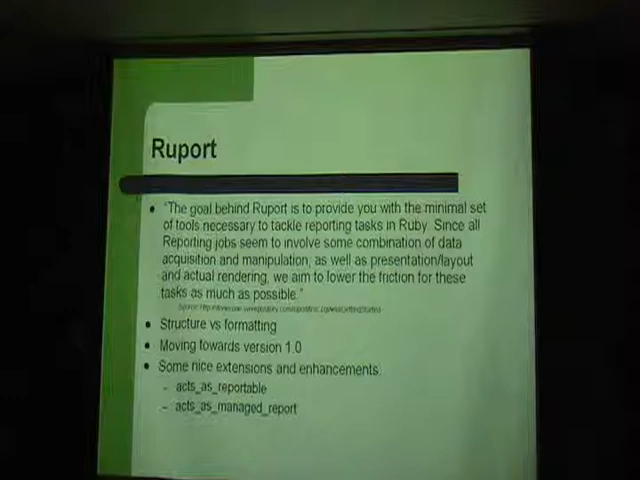 Ruport
• "The goal behind Ruport is to provide you with the minimal set
of tools necessary to tackle reporting tasks in Ruby. Since all
Reporting jobs seem to involve some combination of data
acquisition and manipulation, as well as presentation/layout
and actual rendering, we aim to lower the friction for these
tasks as much as possible."
• Structure vs formatting
• Moving towards version 1.0
• Some nice extensions and enhancements.
– acts_as_reportable
– acts_as_managed_report